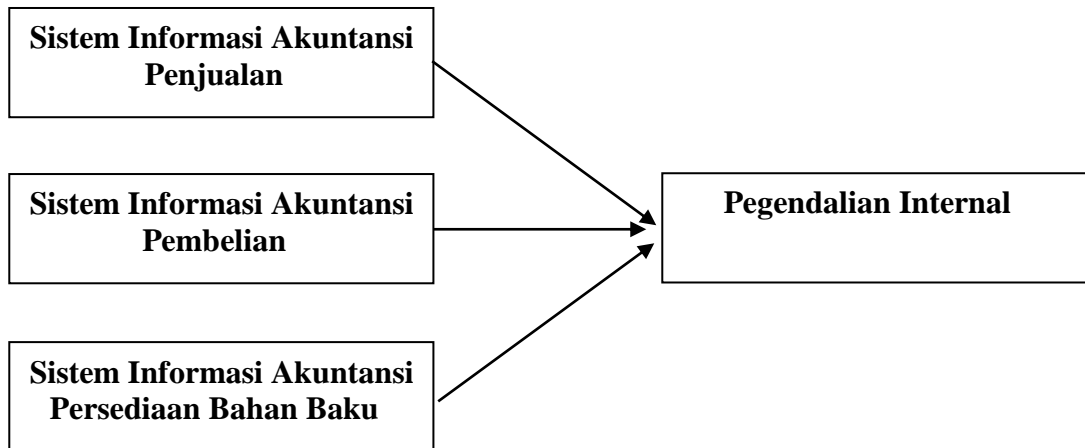 Sistem Informasi Akuntansi
Penjualan
Sistem Informasi Akuntansi
Pembelian
Pegendalian Internal
Sistem Informasi Akuntansi
Persediaan Bahan Baku